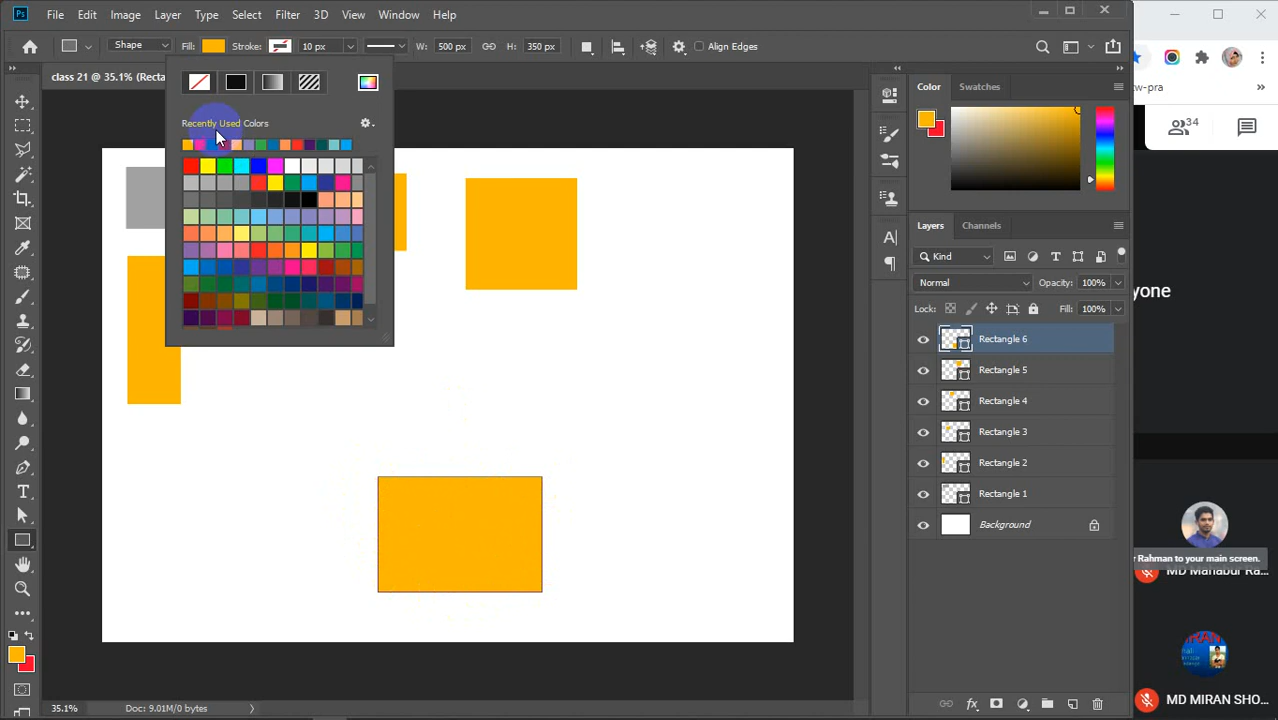 Ps File Edit Image Layer Type Select Filter 3D View Window Help
Shape Fill: Stroke: 10 px W: 500 px H: 350 px Align Edges
class 21 @ 35.1% (Recta
Recently Used Colors
Color Swatches
Layers Channels
Kind
Normal Opacity: 100%
Lock: Fill: 100%
Rectangle 6
Rectangle 5
Rectangle 4
Rectangle 3
Rectangle 2
Rectangle 1
Background
35.1% Doc: 9.01M/0 bytes
tw-pra
34
yone
r Rahman to your main screen.
MD Mahabur Ra...
MD MIRAN SHO...